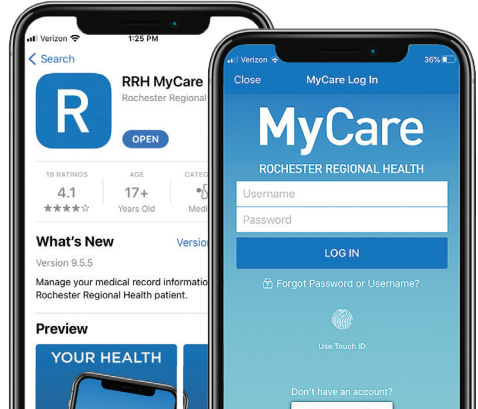 Verizon 1:25 PM
Search
R
RRH MyCare
Rochester Regional
OPEN
18 RATINGS AGE
4.1 17+
Years Old Medi
What's New Versio
Version 9.5.5
Manage your medical record informatio
Rochester Regional Health patient.
Preview
YOUR HEALTH
Verizon 36%
Close MyCare Log In
MyCare
ROCHESTER REGIONAL HEALTH
Username
Password
LOG IN
Forgot Password or Username?
Use Touch ID
Don't have an account?